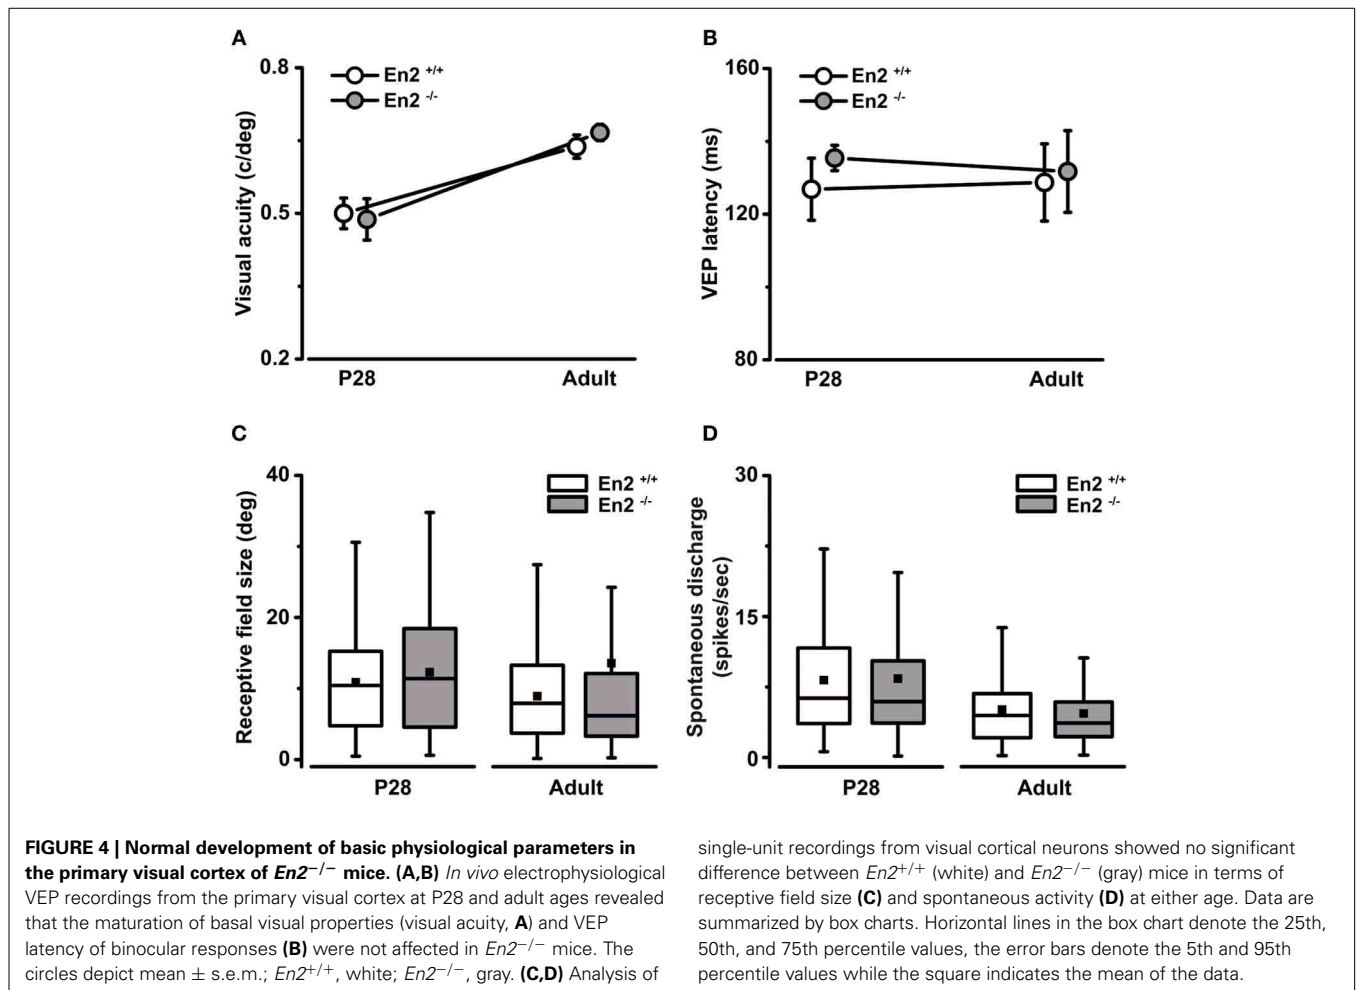 A
0.8
0.5
0.2
Visual acuity (c/deg)
En2 +/+
En2 -/-
P28
Adult
B
160
120
80
VEP latency (ms)
En2 +/+
En2 -/-
P28
Adult
C
40
20
0
Receptive field size (deg)
En2 +/+
En2 -/-
P28
Adult
D
30
15
0
Spontaneous discharge
(spikes/sec)
En2 +/+
En2 -/-
P28
Adult
FIGURE 4 | Normal development of basic physiological parameters in
the primary visual cortex of En2−/− mice. (A,B) In vivo electrophysiological
VEP recordings from the primary visual cortex at P28 and adult ages revealed
that the maturation of basal visual properties (visual acuity, A) and VEP
latency of binocular responses (B) were not affected in En2−/− mice. The
circles depict mean ± s.e.m.; En2+/+, white; En2−/−, gray. (C,D) Analysis of
single-unit recordings from visual cortical neurons showed no significant
difference between En2+/+ (white) and En2−/− (gray) mice in terms of
receptive field size (C) and spontaneous activity (D) at either age. Data are
summarized by box charts. Horizontal lines in the box chart denote the 25th,
50th, and 75th percentile values, the error bars denote the 5th and 95th
percentile values while the square indicates the mean of the data.